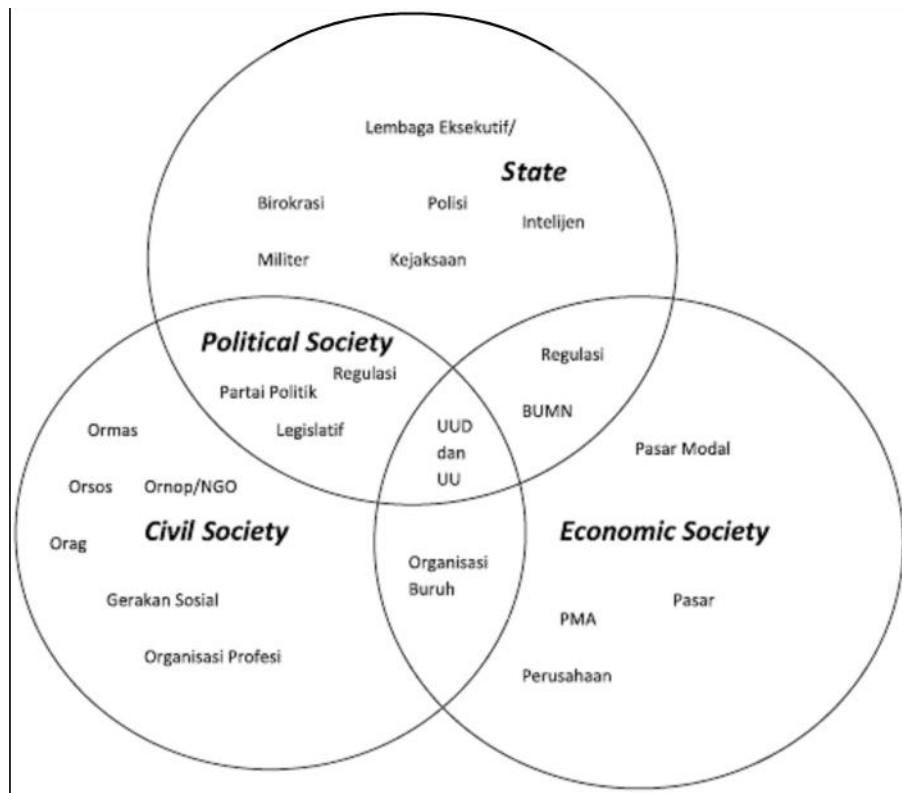 Lembaga Eksekutif/
State
Birokrasi
Polisi
Intelijen
Militer
Kejaksaan
Political Society
Regulasi
Partai Politik
Legislatif
Regulasi
BUMN
UUD
dan
UU
Ormas
Orsos
Ornop/NGO
Civil Society
Orag
Gerakan Sosial
Organisasi Profesi
Organisasi
Buruh
Pasar Modal
Economic Society
Pasar
PMA
Perusahaan